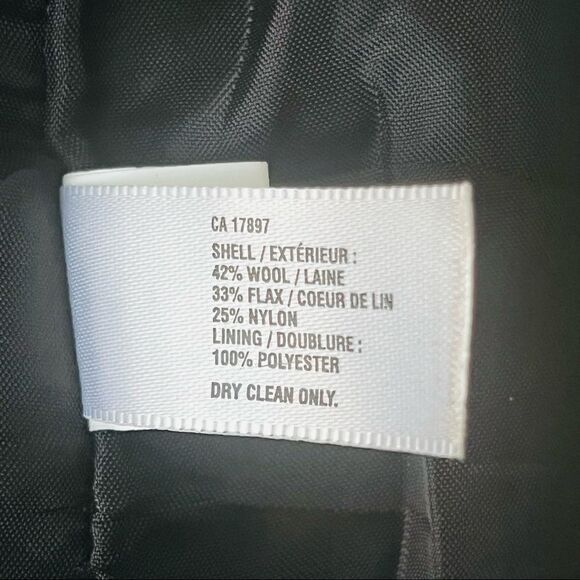 CA 17897
SHELL / EXTÉRIEUR :
42% WOOL / LAINE
33% FLAX / COEUR DE LIN
25% NYLON
LINING / DOUBLURE :
100% POLYESTER
DRY CLEAN ONLY.